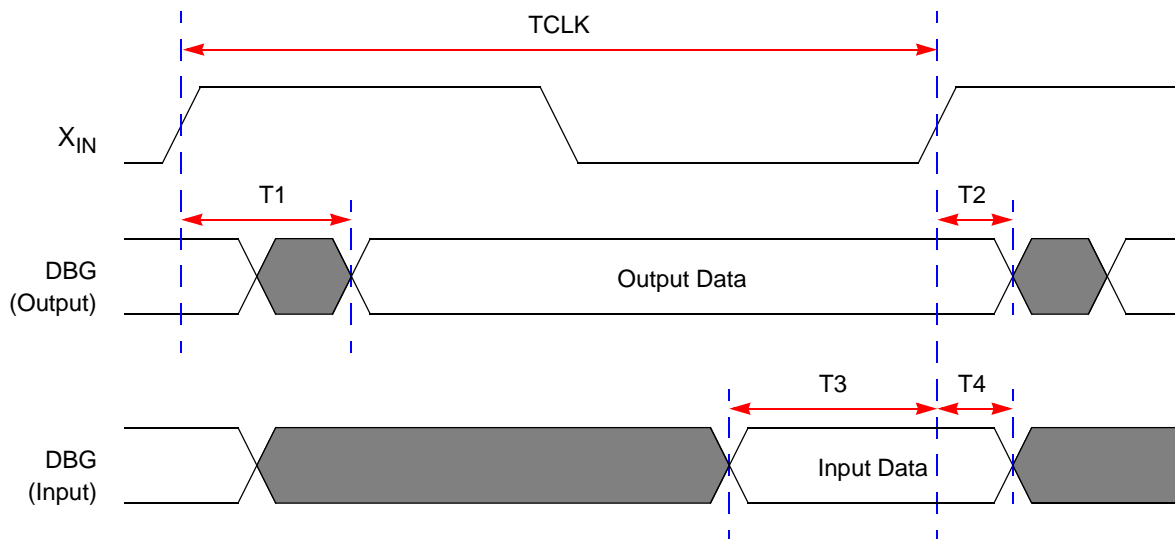 TCLK
XIN
T1
T2
DBG
(Output)
Output Data
T3
T4
DBG
(Input)
Input Data